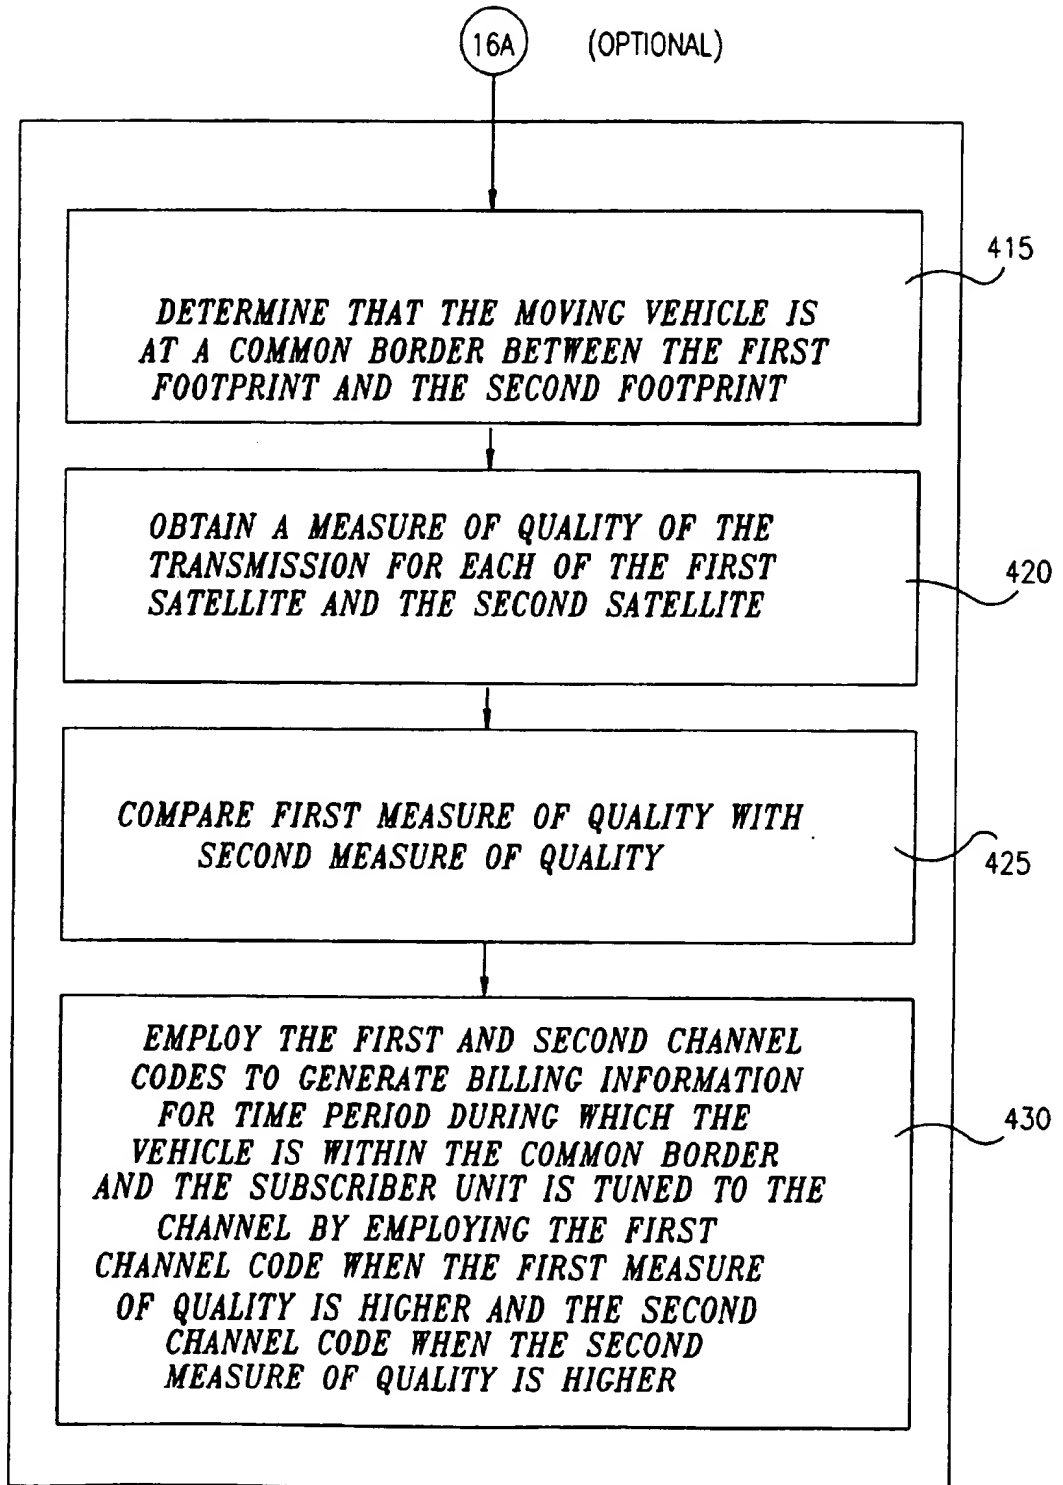 16A (OPTIONAL)
415
DETERMINE THAT THE MOVING VEHICLE IS
AT A COMMON BORDER BETWEEN THE FIRST
FOOTPRINT AND THE SECOND FOOTPRINT
OBTAIN A MEASURE OF QUALITY OF THE
TRANSMISSION FOR EACH OF THE FIRST
SATELLITE AND THE SECOND SATELLITE
420
COMPARE FIRST MEASURE OF QUALITY WITH
SECOND MEASURE OF QUALITY
425
EMPLOY THE FIRST AND SECOND CHANNEL
CODES TO GENERATE BILLING INFORMATION
FOR TIME PERIOD DURING WHICH THE
VEHICLE IS WITHIN THE COMMON BORDER
AND THE SUBSCRIBER UNIT IS TUNED TO THE
CHANNEL BY EMPLOYING THE FIRST
CHANNEL CODE WHEN THE FIRST MEASURE
OF QUALITY IS HIGHER AND THE SECOND
CHANNEL CODE WHEN THE SECOND
MEASURE OF QUALITY IS HIGHER
430